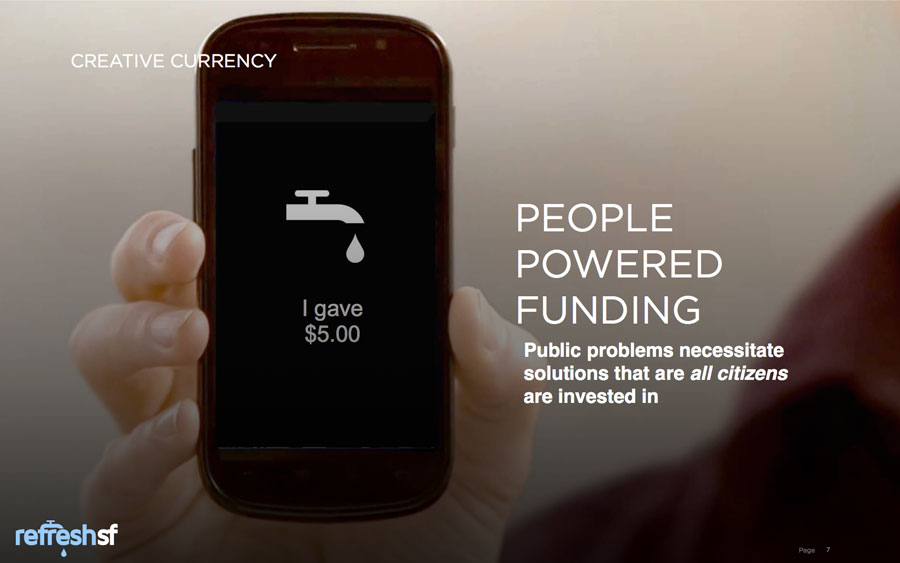 CREATIVE CURRENCY
I gave
$5.00
PEOPLE
POWERED
FUNDING
Public problems necessitate
solutions that are all citizens
are invested in
refreshsf
Page 7